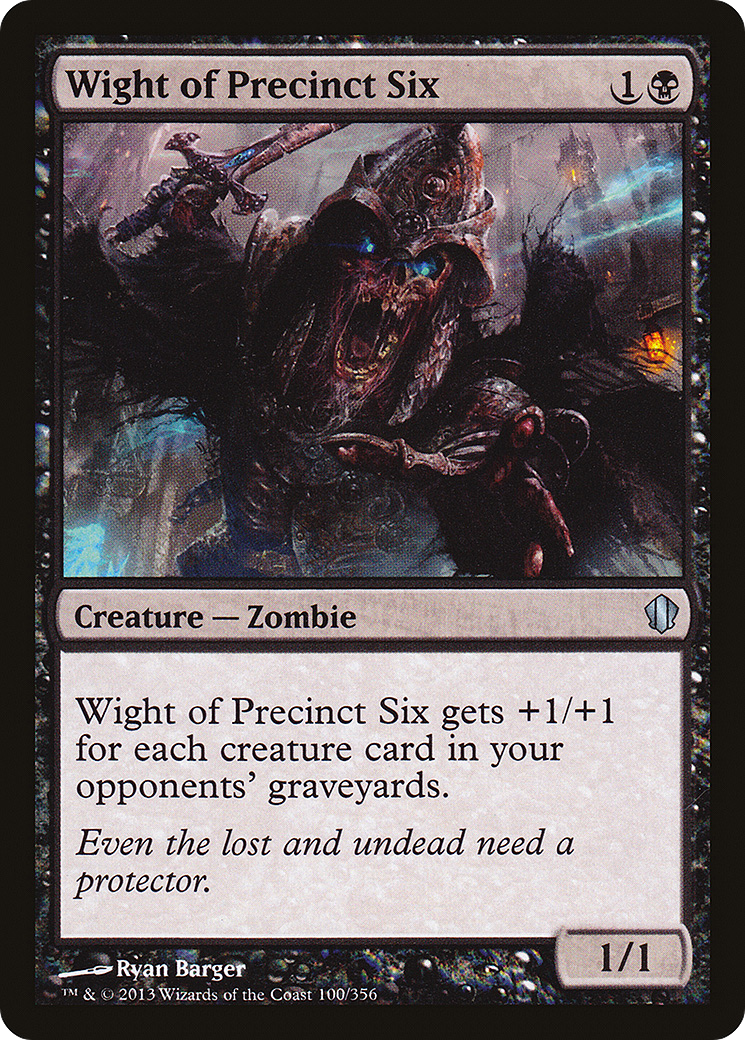 Wight of Precinct Six 1
Creature — Zombie
Wight of Precinct Six gets +1/+1
for each creature card in your
opponents' graveyards.
Even the lost and undead need a
protector.
1/1
Ryan Barger
™ & © 2013 Wizards of the Coast 100/356